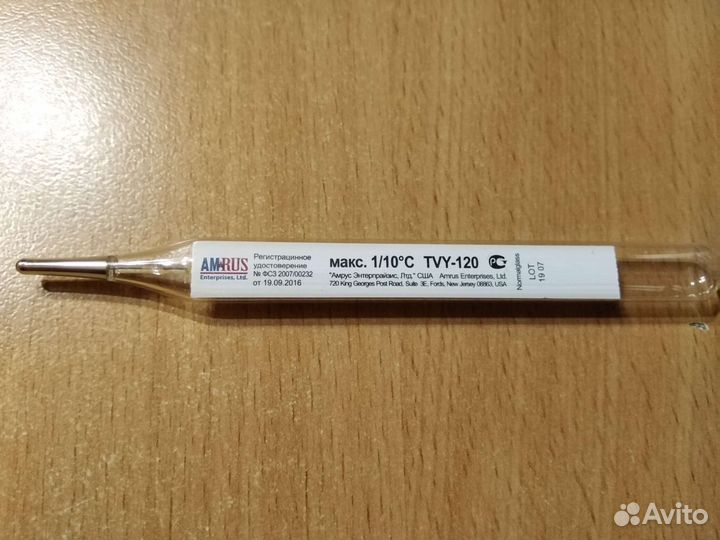 AMRUS
Enterprises, Ltd.
Регистрационное
удостоверение
№ ФСЗ 2007/00232
от 19.09.2016
макс. 1/10°C TVY-120
"Амрус Энтерпрайзис, Лтд." США Amrus Enterprises, Ltd.
720 King Georges Post Road, Suite 3E, Fords, New Jersey 08863, USA
Normalglass
LOT
19 07
Avito